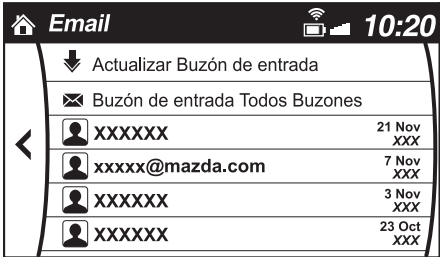 Email 10:20
Actualizar Buzón de entrada
Buzón de entrada Todos Buzones
XXXXXX 21 Nov
XXX
xxxxx@mazda.com 7 Nov
XXX
XXXXXX 3 Nov
XXX
XXXXXX 23 Oct
XXX